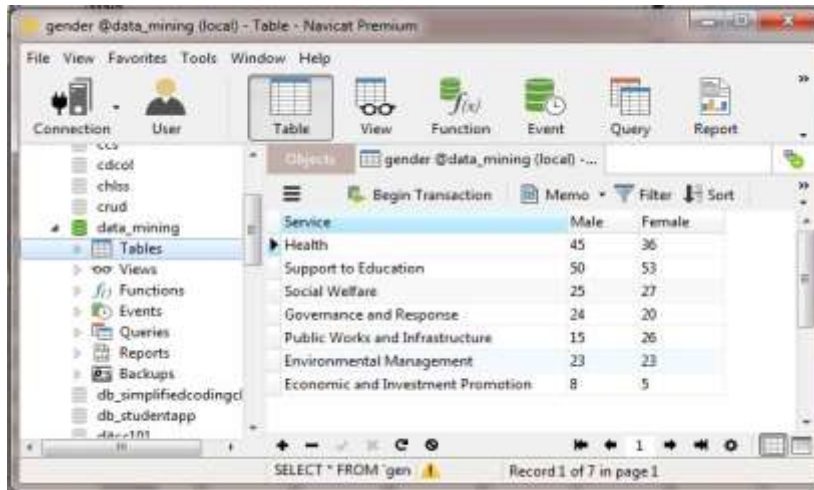 gender @data_mining (local) - Table - Navicat Premium
File View Favorites Tools Window Help
Connection User Table View Function Event Query Report
cdcol
chlss
crud
data_mining
Tables
Views
Functions
Events
Queries
Reports
Backups
db_simplifiedcodingcl
db_studentapp
Objects gender @data_mining (local) -...
Begin Transaction Memo Filter Sort
Service Male Female
Health 45 36
Support to Education 50 53
Social Welfare 25 27
Governance and Response 24 20
Public Works and Infrastructure 15 26
Environmental Management 23 23
Economic and Investment Promotion 8 5
1
SELECT * FROM `gen
Record 1 of 7 in page 1